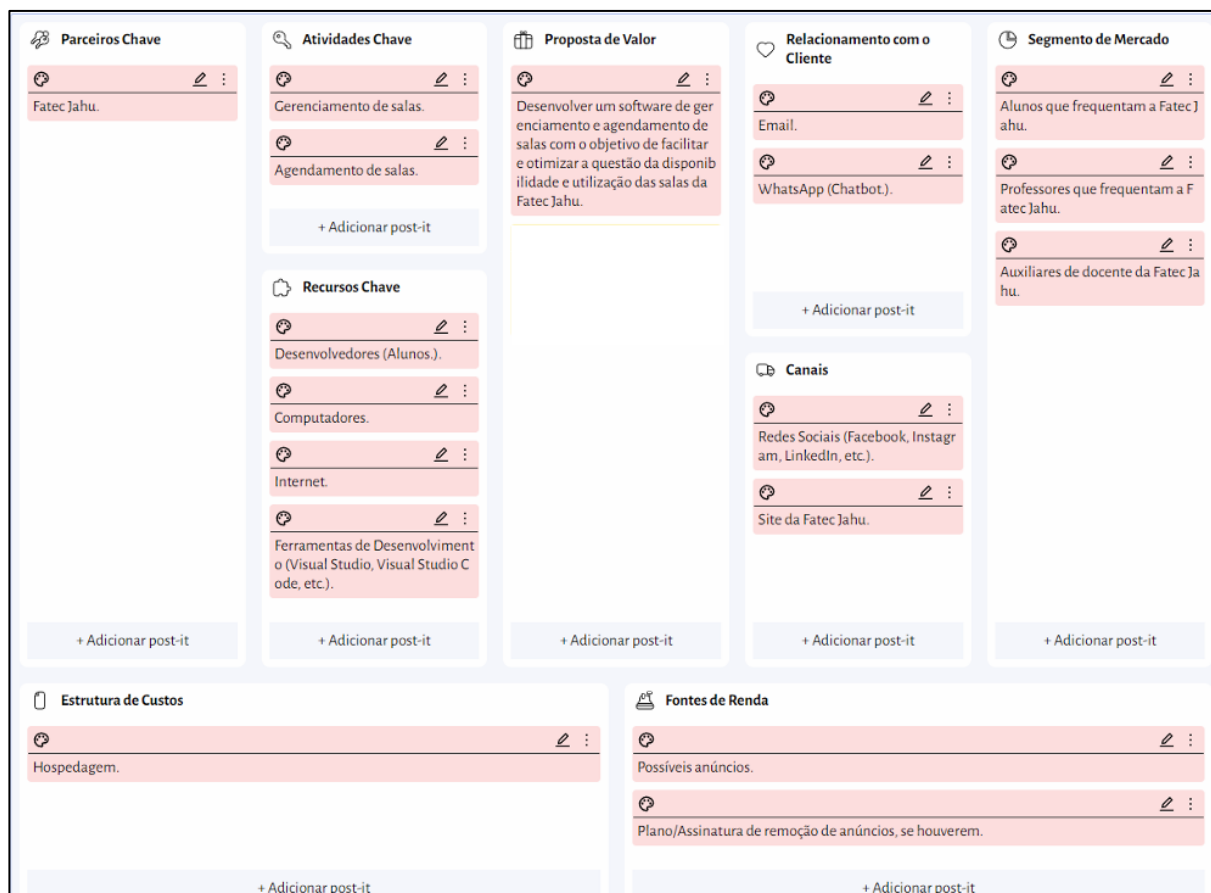 Parceiros Chave
Fatec Jahu.
+ Adicionar post-it
Atividades Chave
Gerenciamento de salas.
Agendamento de salas.
+ Adicionar post-it
Recursos Chave
Desenvolvedores (Alunos.).
Computadores.
Internet.
Ferramentas de Desenvolviment
o (Visual Studio, Visual Studio C
ode, etc.).
+ Adicionar post-it
Proposta de Valor
Desenvolver um software de ger
enciamento e agendamento de
salas com o objetivo de facilitar
e otimizar a questão da disponib
ilidade e utilização das salas da
Fatec Jahu.
+ Adicionar post-it
Relacionamento com o
Cliente
Email.
WhatsApp (Chatbot.).
+ Adicionar post-it
Canais
Redes Sociais (Facebook, Instagr
am, LinkedIn, etc.).
Site da Fatec Jahu.
+ Adicionar post-it
Segmento de Mercado
Alunos que frequentam a Fatec J
ahu.
Professores que frequentam a F
atec Jahu.
Auxiliares de docente da Fatec Ja
hu.
+ Adicionar post-it
Estrutura de Custos
Hospedagem.
+ Adicionar post-it
Fontes de Renda
Possíveis anúncios.
Plano/Assinatura de remoção de anúncios, se houverem.
+ Adicionar post-it